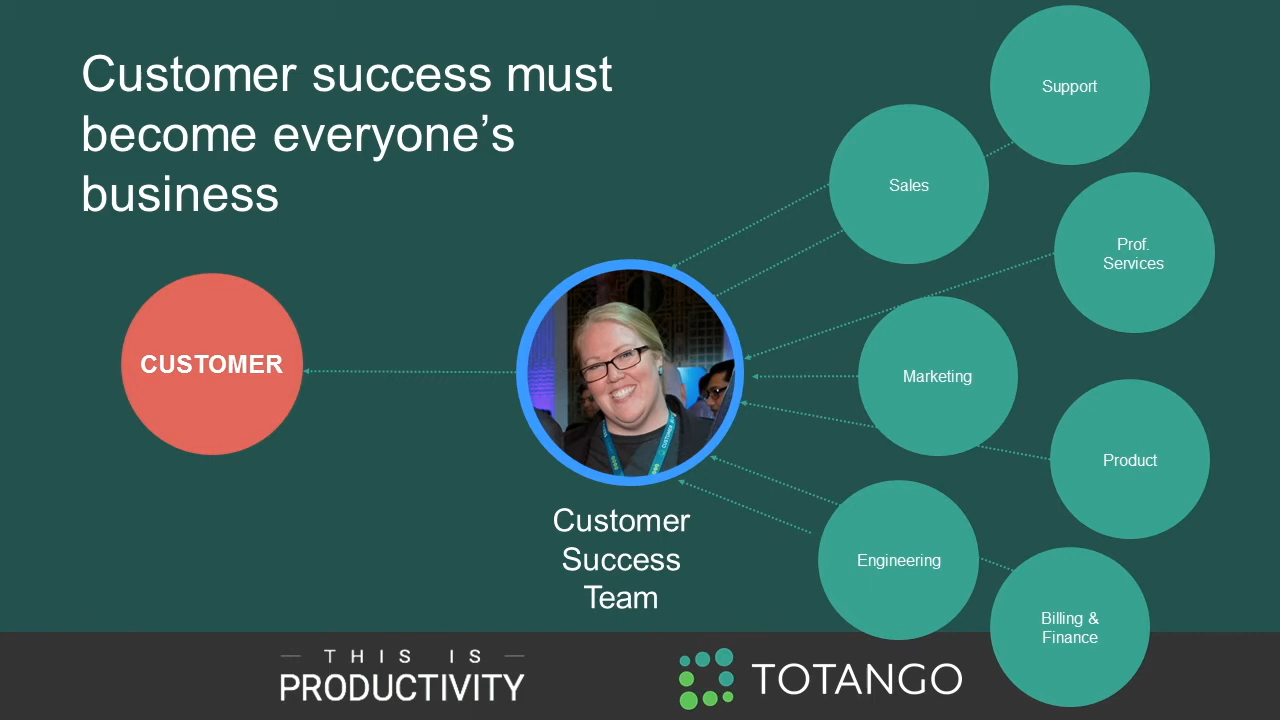 Customer success must
become everyone's
business
Support
Sales
Prof.
Services
CUSTOMER
Marketing
Product
Customer
Success
Team
Engineering
Billing &
Finance
THIS IS
PRODUCTIVITY
TOTANGO